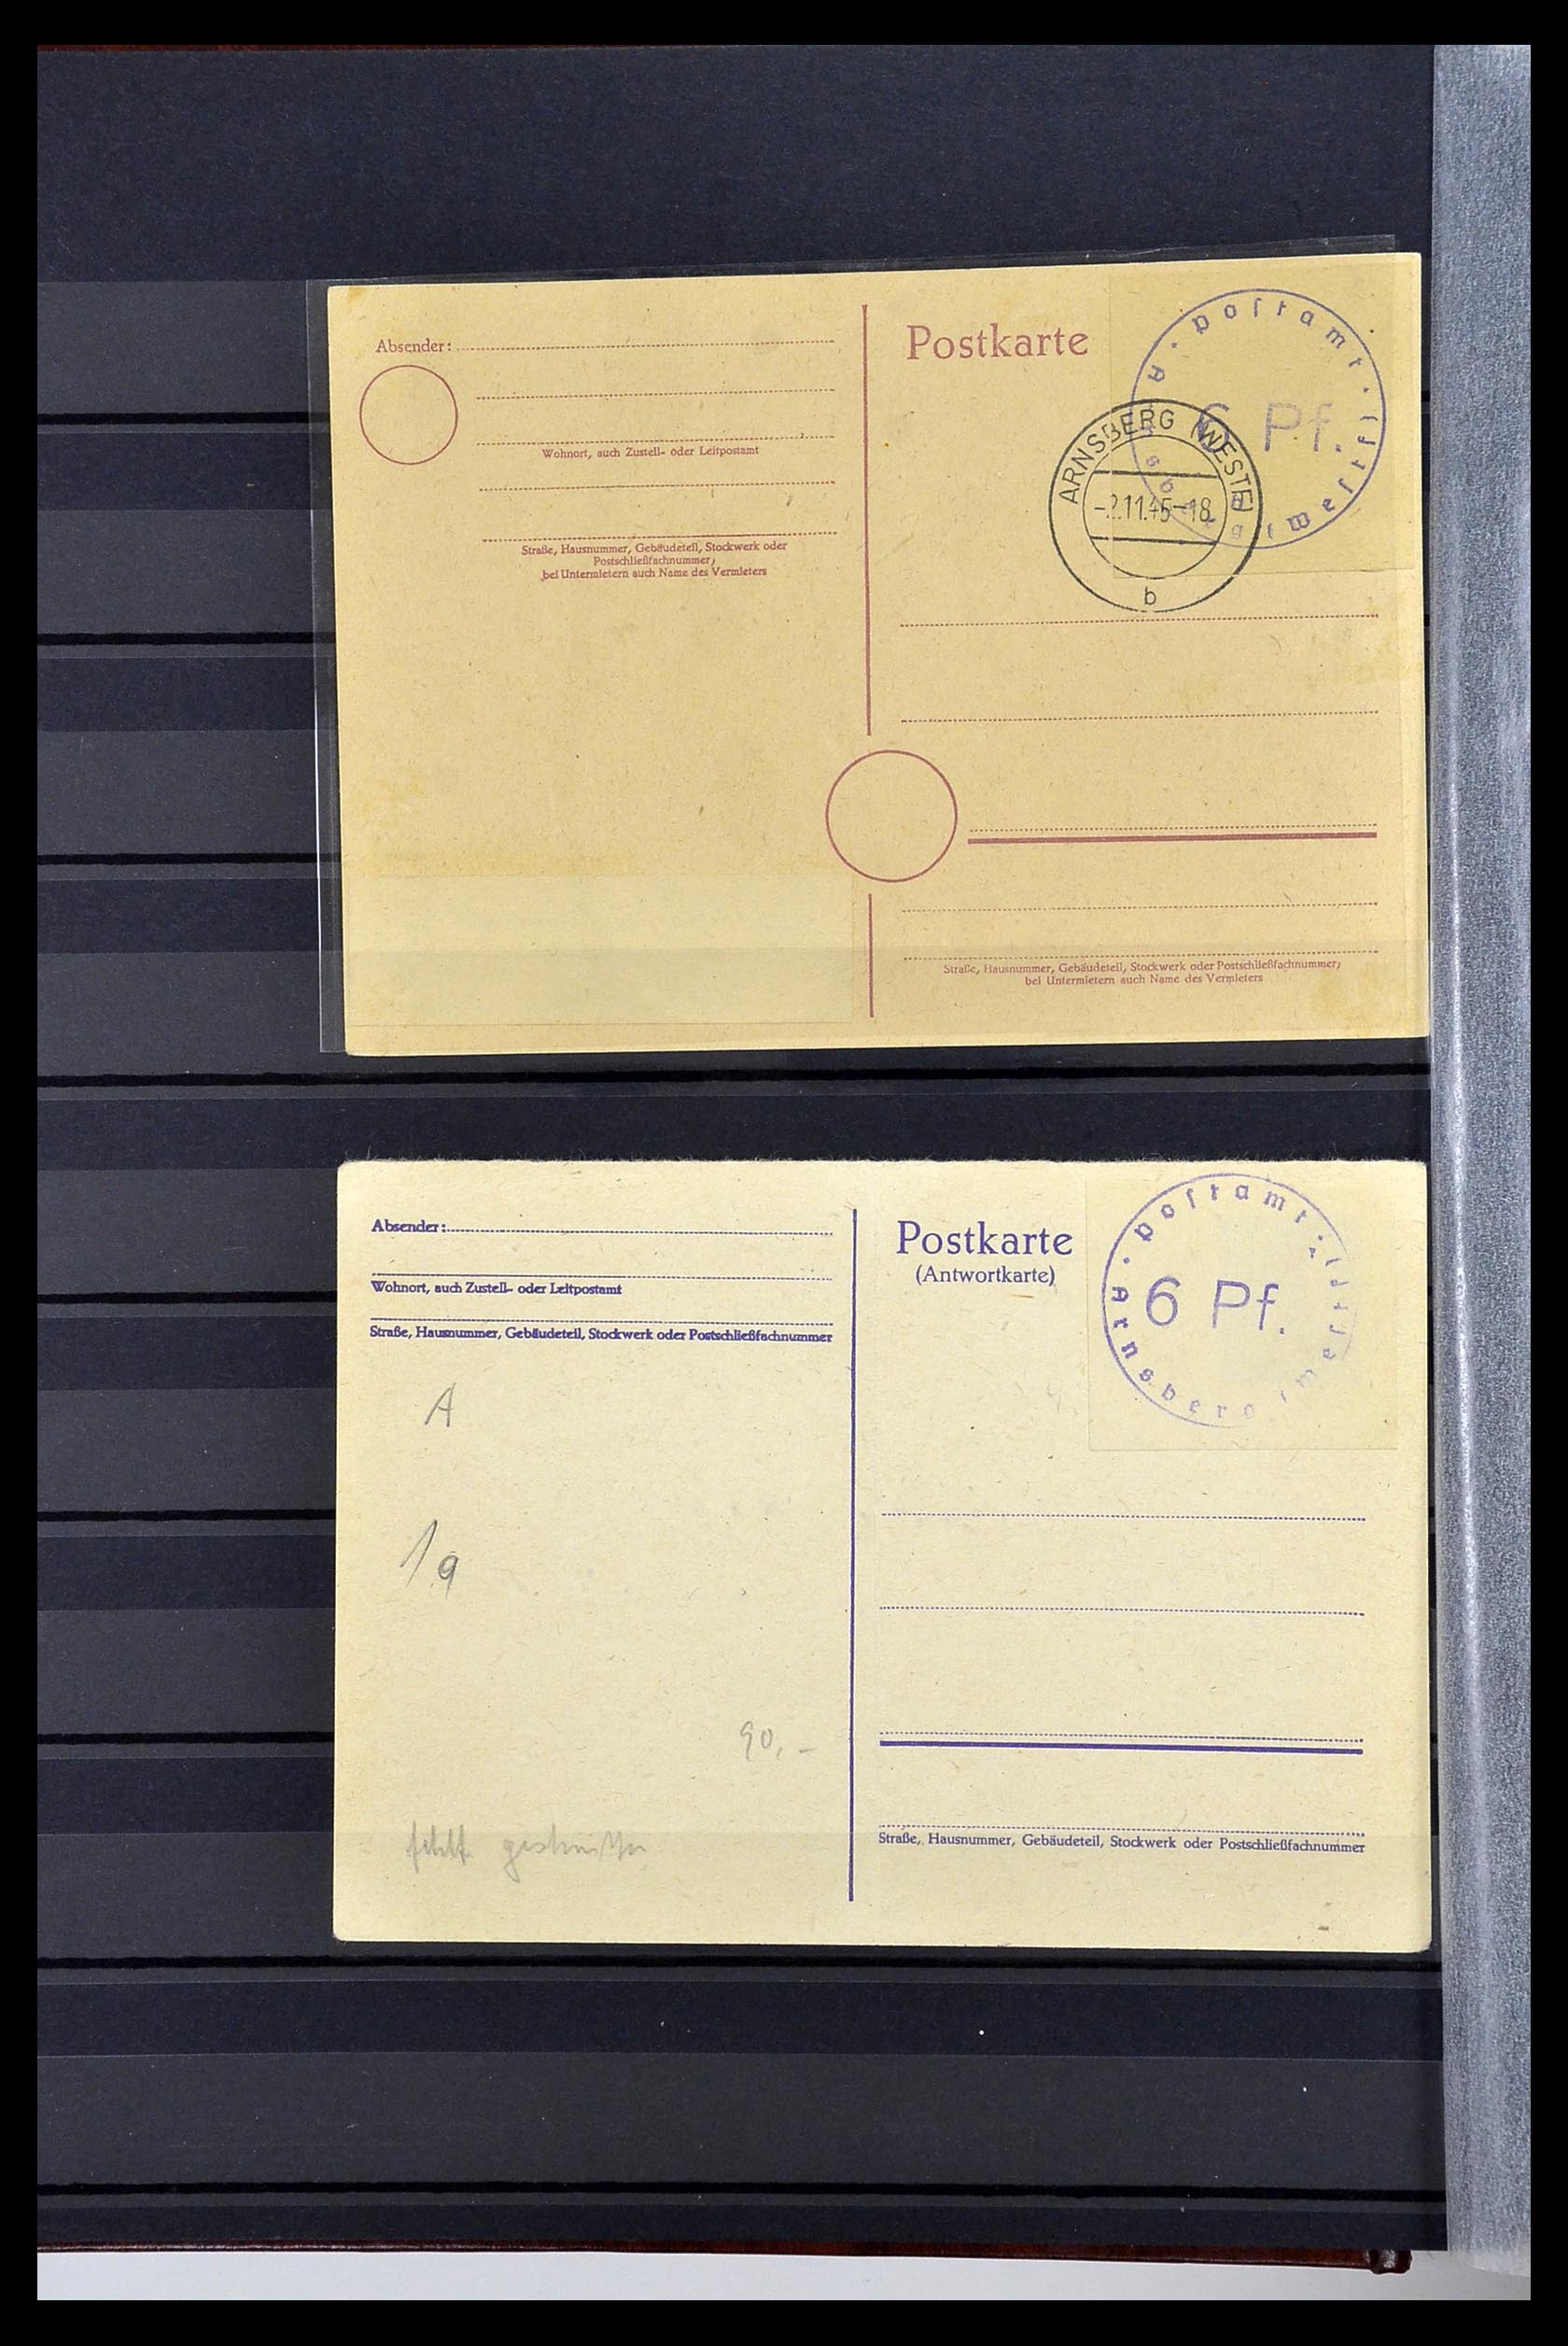 Absender:
Wohnort, auch Zustell- oder Leitpostamt
Straße, Hausnummer, Gebäudeteil, Stockwerk oder
Postschließfachnummer;
bei Untermietern auch Name des Vermieters
Postkarte
Postamt
6 Pf.
ARNSBERG (WESTF)
-2.11.45-18
b
Straße, Hausnummer, Gebäudeteil, Stockwerk oder Postschließfachnummer;
bei Untermietern auch Name des Vermieters
Absender:
Wohnort, auch Zustell- oder Leitpostamt
Straße, Hausnummer, Gebäudeteil, Stockwerk oder Postschließfachnummer
A
1a
90,-
Postkarte
(Antwortkarte)
Postamt
6 Pf.
Arnsberg
Straße, Hausnummer, Gebäudeteil, Stockwerk oder Postschließfachnummer